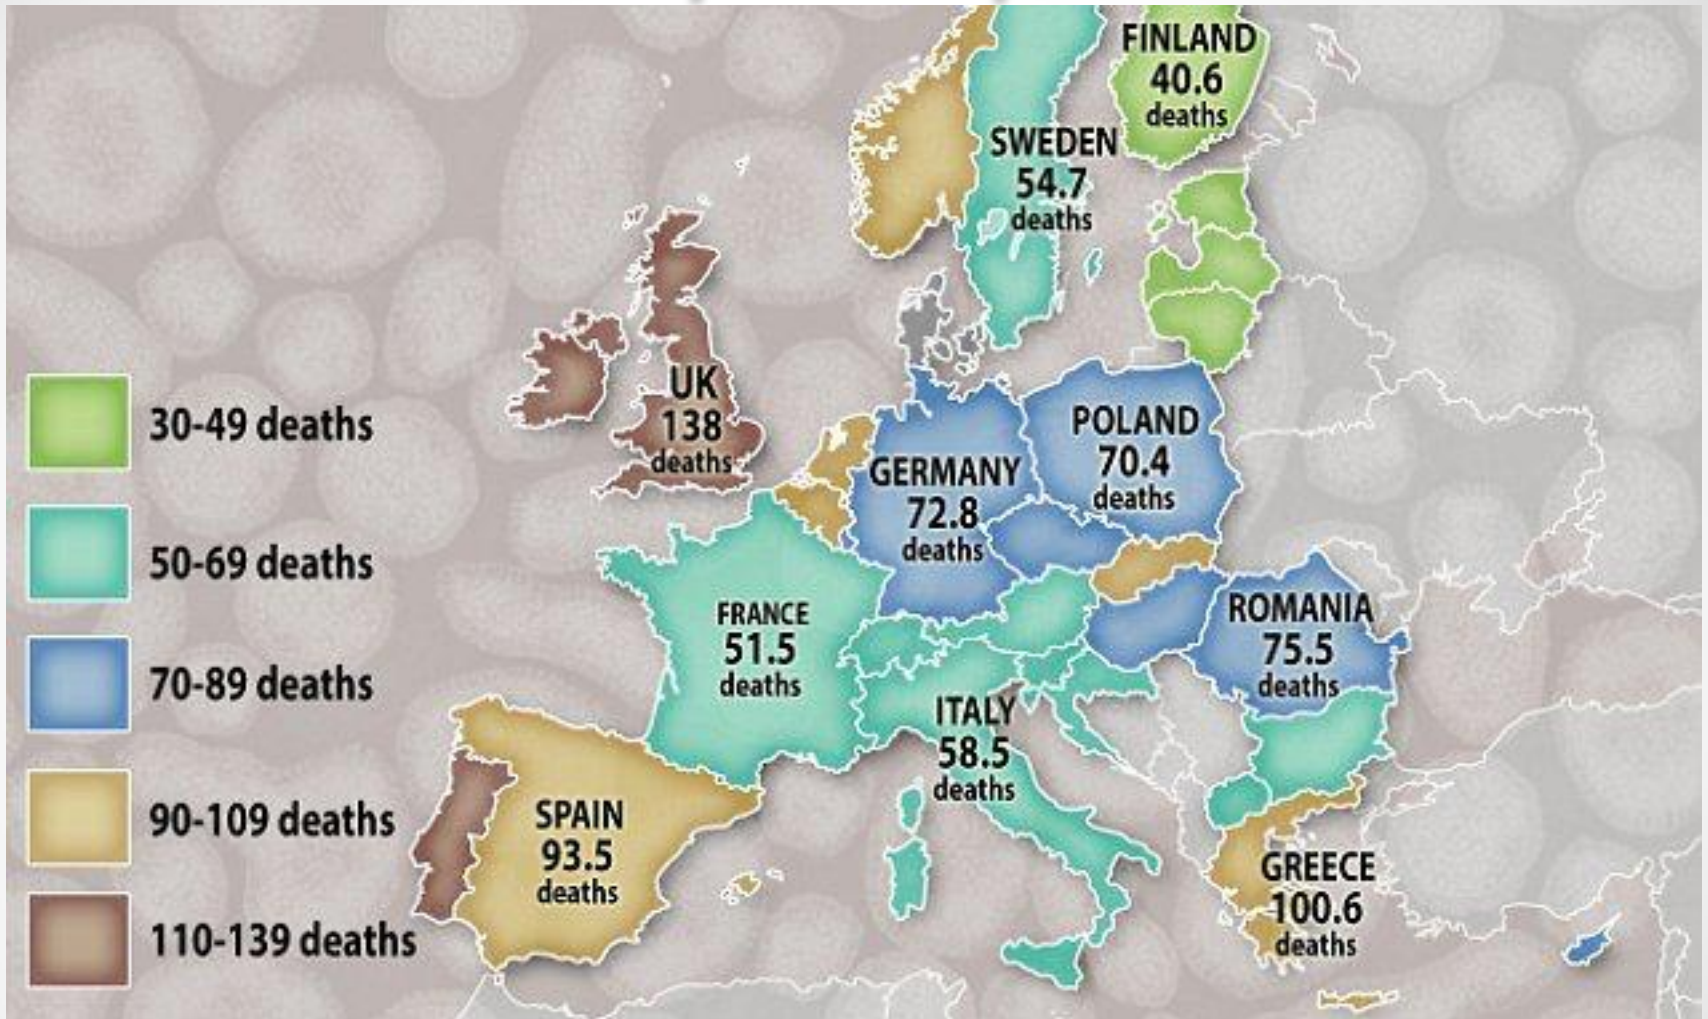 FINLAND
40.6
deaths
SWEDEN
54.7
deaths
UK
138
deaths
POLAND
70.4
deaths
GERMANY
72.8
deaths
FRANCE
51.5
deaths
ROMANIA
75.5
deaths
ITALY
58.5
deaths
SPAIN
93.5
deaths
GREECE
100.6
deaths
30-49 deaths
50-69 deaths
70-89 deaths
90-109 deaths
110-139 deaths